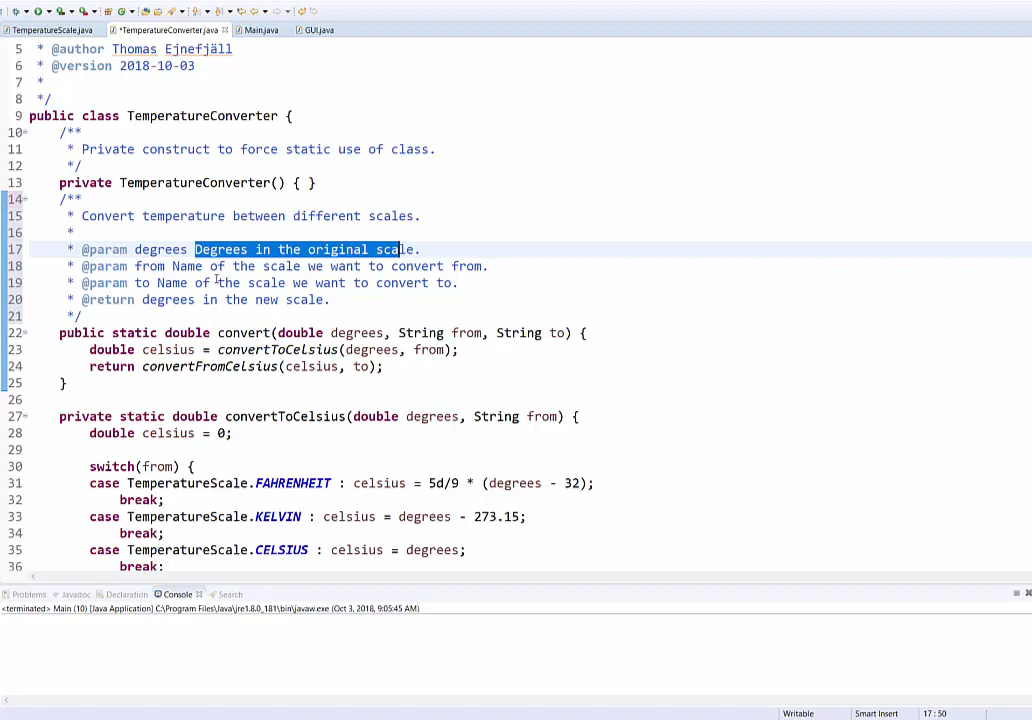 TemperatureScale.java *TemperatureConverter.java Main.java GUI.java
5 * @author Thomas Ejnefjäll
6 * @version 2018-10-03
7 *
8 */
9 public class TemperatureConverter {
10 /**
11 * Private construct to force static use of class.
12 */
13 private TemperatureConverter() { }
14 /**
15 * Convert temperature between different scales.
16 *
17 * @param degrees Degrees in the original scale.
18 * @param from Name of the scale we want to convert from.
19 * @param to Name of the scale we want to convert to.
20 * @return degrees in the new scale.
21 */
22 public static double convert(double degrees, String from, String to) {
23 double celsius = convertToCelsius(degrees, from);
24 return convertFromCelsius(celsius, to);
25 }
26
27 private static double convertToCelsius(double degrees, String from) {
28 double celsius = 0;
29
30 switch(from) {
31 case TemperatureScale.FAHRENHEIT : celsius = 5d/9 * (degrees - 32);
32 break;
33 case TemperatureScale.KELVIN : celsius = degrees - 273.15;
34 break;
35 case TemperatureScale.CELSIUS : celsius = degrees;
36 break;
Problems Javadoc Declaration Console Search
<terminated> Main (10) [Java Application] C:\Program Files\Java\jre1.8.0_181\bin\javaw.exe (Oct 3, 2018, 9:05:45 AM)
Writable Smart Insert 17 : 50